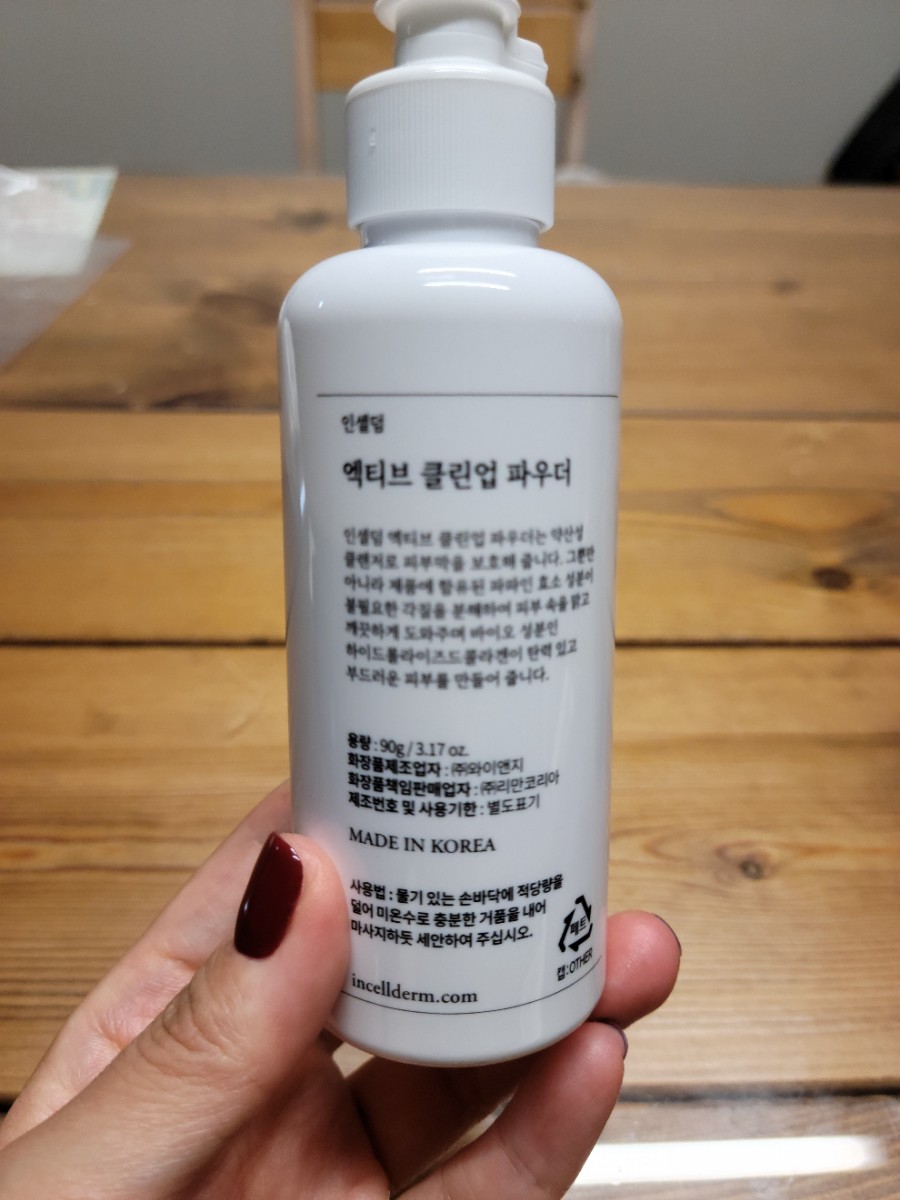 인셀덤
엑티브 클린업 파우더
인셀덤 엑티브 클린업 파우더는 약산성
클렌저로 피부막을 보호해 줍니다. 그뿐만
아니라 제품에 함유된 파파인 효소 성분이
불필요한 각질을 분해하여 피부 속을 맑고
깨끗하게 도와주며 바이오 성분인
하이드롤라이즈드콜라겐이 탄력 있고
부드러운 피부를 만들어 줍니다.
용량 : 90g / 3.17 oz.
화장품제조업자 : ㈜와이앤지
화장품책임판매업자 : ㈜리만코리아
제조번호 및 사용기한 : 별도표기
MADE IN KOREA
사용법 : 물기 있는 손바닥에 적당량을
덜어 미온수로 충분한 거품을 내어
마사지하듯 세안하여 주십시오.
페트
캡:OTHER
incellderm.com